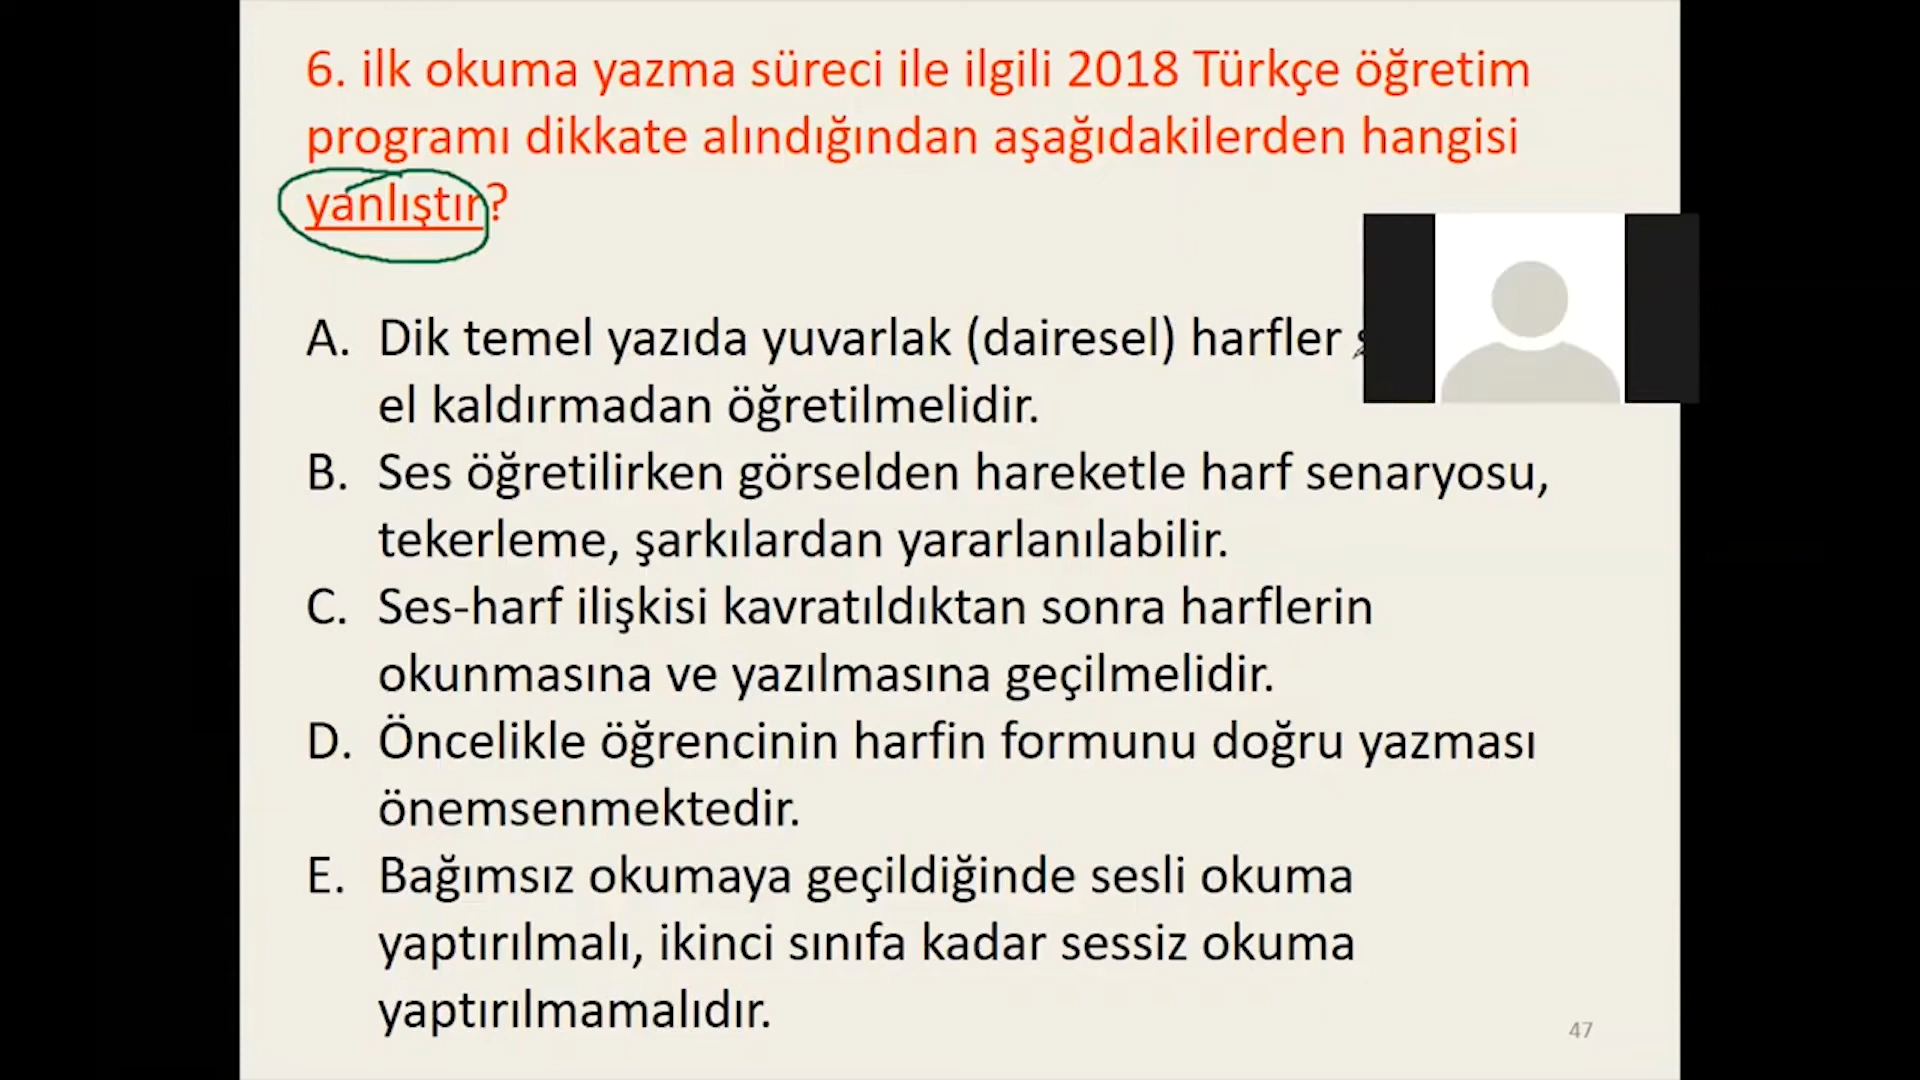 6. ilk okuma yazma süreci ile ilgili 2018 Türkçe öğretim
programı dikkate alındığından aşağıdakilerden hangisi
yanlıştır?
A. Dik temel yazıda yuvarlak (dairesel) harfler
el kaldırmadan öğretilmelidir.
B. Ses öğretilirken görselden hareketle harf senaryosu,
tekerleme, şarkılardan yararlanılabilir.
C. Ses-harf ilişkisi kavratıldıktan sonra harflerin
okunmasına ve yazılmasına geçilmelidir.
D. Öncelikle öğrencinin harfin formunu doğru yazması
önemsenmektedir.
E. Bağımsız okumaya geçildiğinde sesli okuma
yaptırılmalı, ikinci sınıfa kadar sessiz okuma
yaptırılmamalıdır.
47